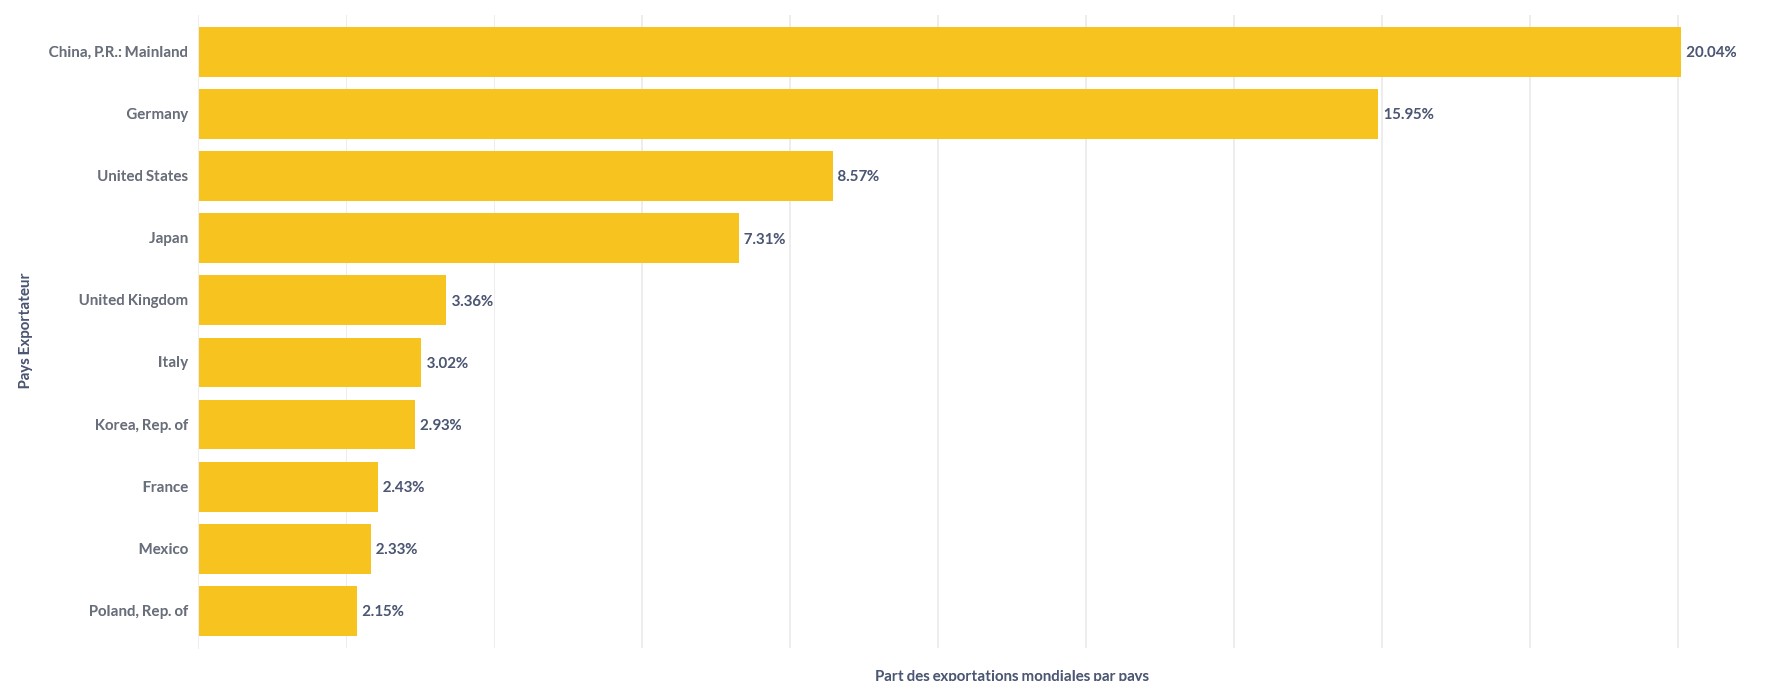 China, P.R.: Mainland
20.04%
Germany
15.95%
United States
8.57%
Japan
7.31%
United Kingdom
3.36%
Italy
3.02%
Korea, Rep. of
2.93%
France
2.43%
Mexico
2.33%
Poland, Rep. of
2.15%
Pays Exportateur
Part des exportations mondiales par pays